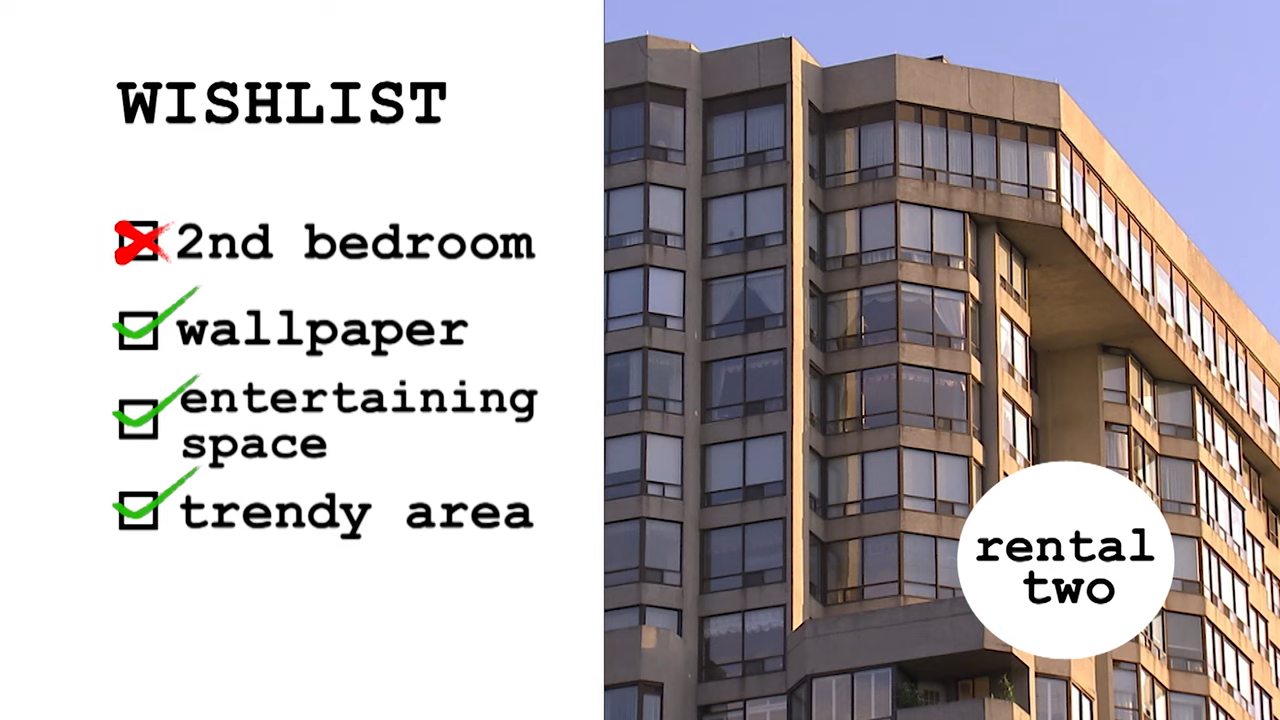 WISHLIST
2nd bedroom
wallpaper
entertaining
space
trendy area
rental
two